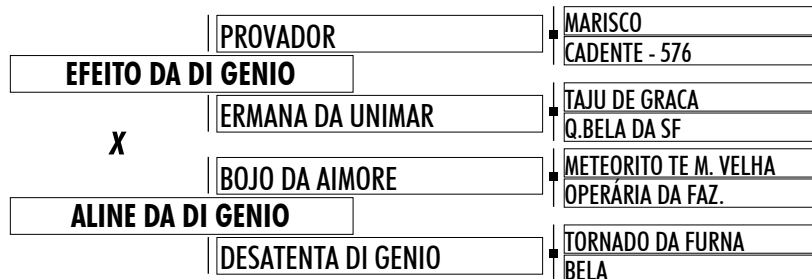 PROVADOR
MARISCO
CADENTE - 576
EFEITO DA DI GENIO
ERMANA DA UNIMAR
TAJU DE GRACA
Q.BELA DA SF
X
BOJO DA AIMORE
METEORITO TE M. VELHA
OPERÁRIA DA FAZ.
ALINE DA DI GENIO
DESATENTA DI GENIO
TORNADO DA FURNA
BELA